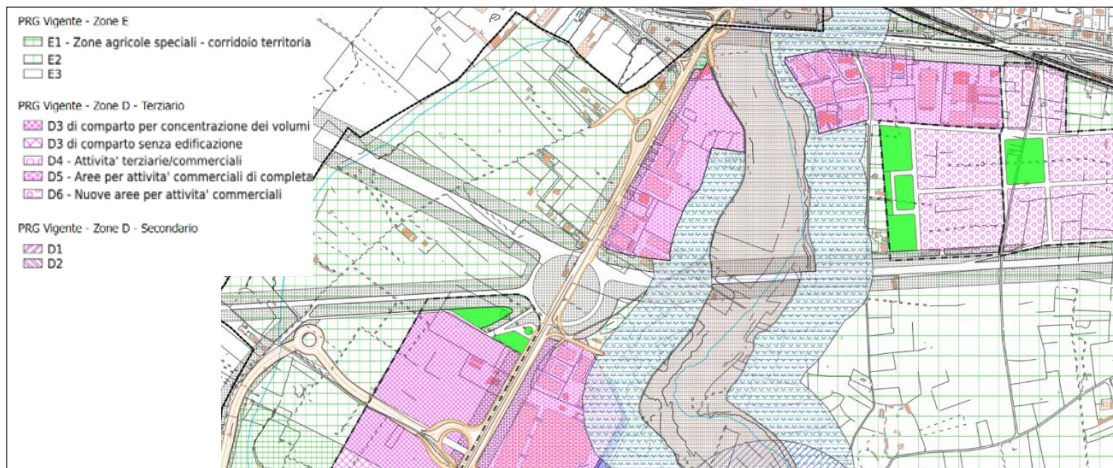 PRG Vigente - Zone E
E1 - Zone agricole speciali - corridoio territoria
E2
E3
PRG Vigente - Zone D - Terziario
D3 di comparto per concentrazione dei volumi
D3 di comparto senza edificazione
D4 - Attivita' terziarie/commerciali
D5 - Aree per attivita' commerciali di completa
D6 - Nuove aree per attivita' commerciali
PRG Vigente - Zone D - Secondario
D1
D2